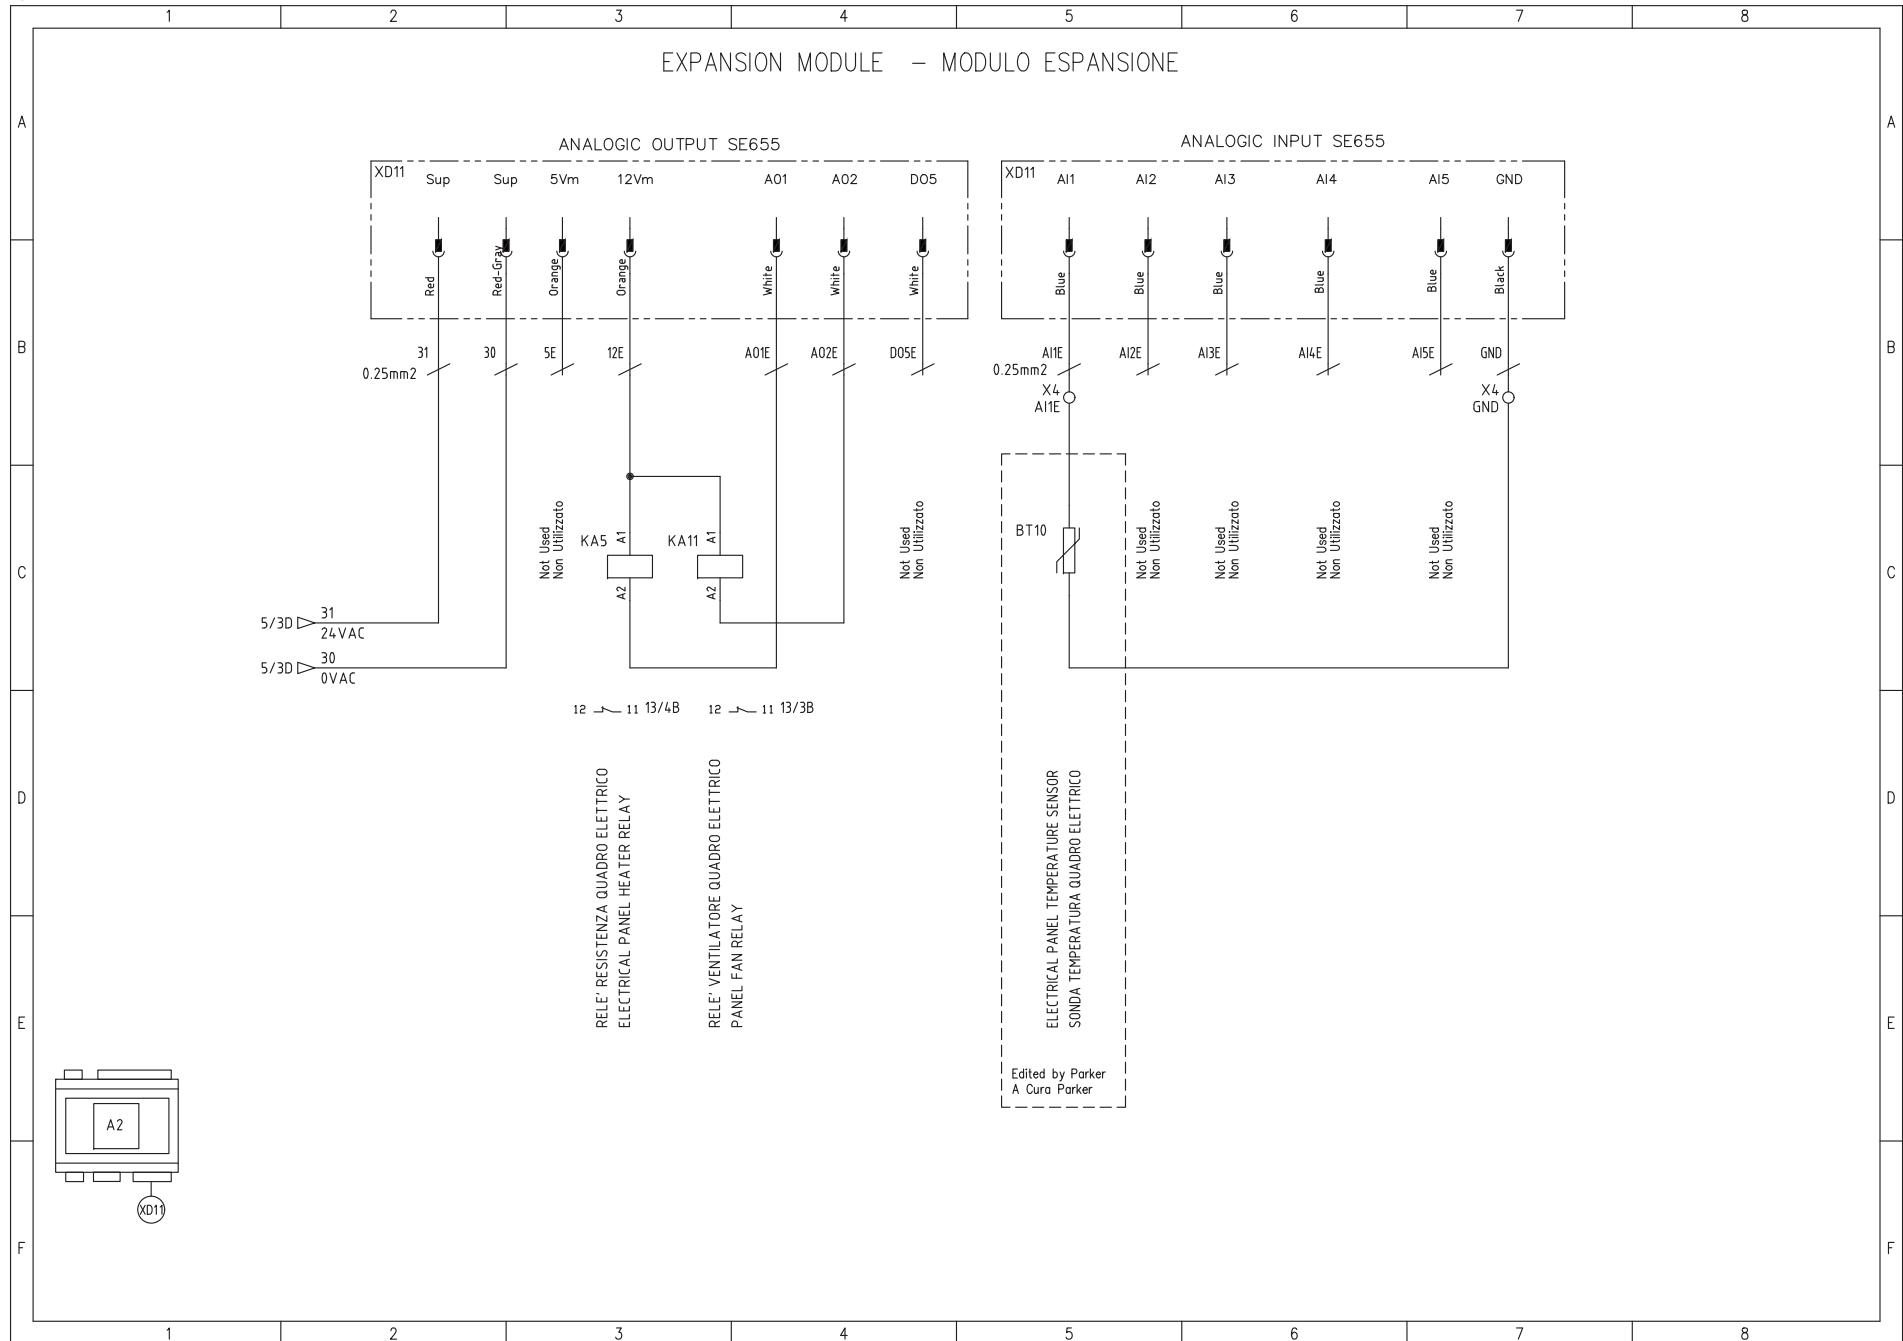 1 2 3 4 5 6 7 8
EXPANSION MODULE – MODULO ESPANSIONE
A A
ANALOGIC OUTPUT SE655
ANALOGIC INPUT SE655
XD11 Sup Sup 5Vm 12Vm AO1 AO2 DO5
XD11 AI1 AI2 AI3 AI4 AI5 GND
Red Red-Gray Orange Orange White White White
Blue Blue Blue Blue Blue Black
B B
31 30 5E 12E AO1E AO2E DO5E
0.25mm2
AI1E AI2E AI3E AI4E AI5E GND
0.25mm2
X4
AI1E
X4
GND
C C
Not Used
Non Utilizzato
KA5 A1 A2
KA11 A1 A2
Not Used
Non Utilizzato
BT10
Not Used
Non Utilizzato
Not Used
Non Utilizzato
Not Used
Non Utilizzato
Not Used
Non Utilizzato
5/3D 31
24VAC
5/3D 30
0VAC
12 11 13/4B
12 11 13/3B
D D
RELE' RESISTENZA QUADRO ELETTRICO
ELECTRICAL PANEL HEATER RELAY
RELE' VENTILATORE QUADRO ELETTRICO
PANEL FAN RELAY
ELECTRICAL PANEL TEMPERATURE SENSOR
SONDA TEMPERATURA QUADRO ELETTRICO
E E
Edited by Parker
A Cura Parker
A2
XD11
F F
1 2 3 4 5 6 7 8